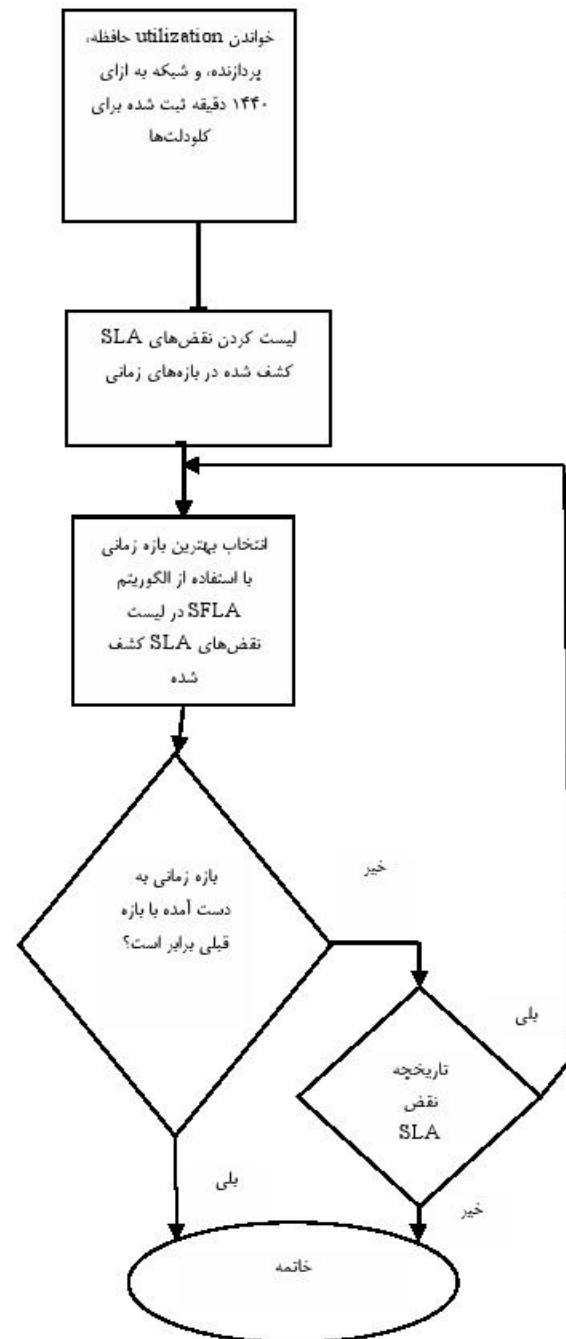 خواندن utilization حافظه،
پردازنده، و شبکه به ازای
۱۴۴۰ دقیقه ثبت شده برای
کلودلت‌ها
لیست کردن نقض‌های SLA
کشف شده در بازه‌های زمانی
انتخاب بهترین بازه زمانی
با استفاده از الگوریتم
SFLA در لیست
نقض‌های SLA کشف
شده
بازه زمانی به
دست آمده با بازه
قبلی برابر است؟
خیر
بلی
تاریخچه
نقض
SLA
بلی
خیر
خاتمه